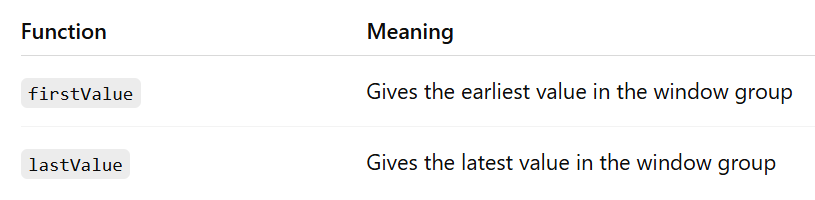 Function Meaning
firstValue Gives the earliest value in the window group
lastValue Gives the latest value in the window group